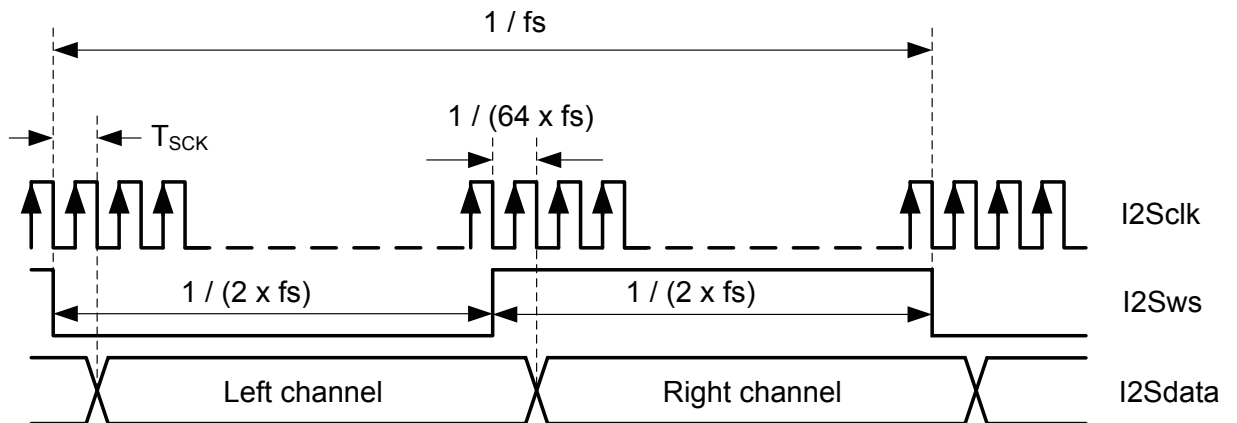 1 / fs
1 / (64 x fs)
T_SCK
I2Sclk
1 / (2 x fs)
1 / (2 x fs)
I2Sws
Left channel
Right channel
I2Sdata